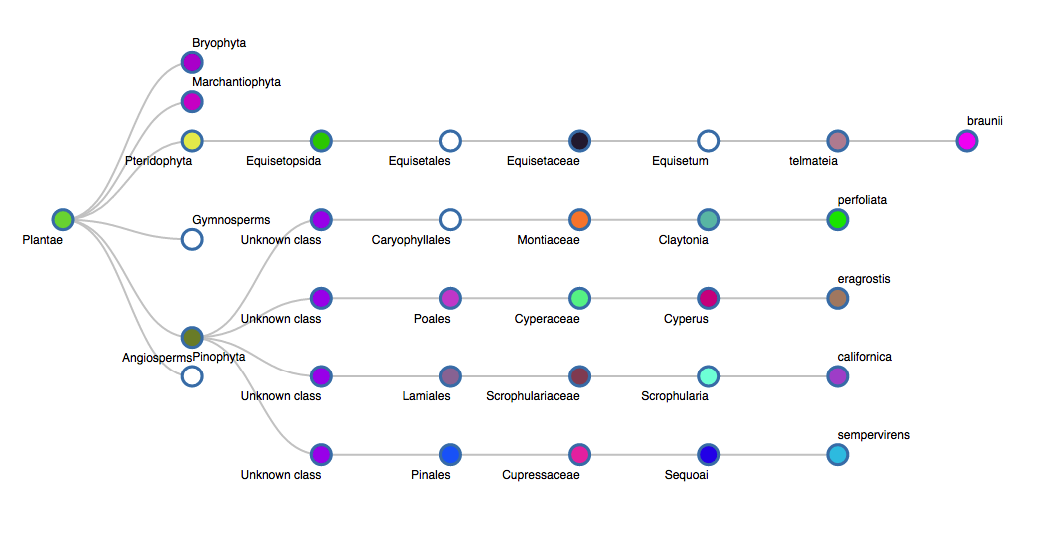 Bryophyta
Marchantiophyta
braunii
Pteridophyta Equisetopsida Equisetales Equisetaceae Equisetum telmateia
perfoliata
Gymnosperms
Plantae Unknown class Caryophyllales Montiaceae Claytonia
eragrostis
Unknown class Poales Cyperaceae Cyperus
AngiospermsPinophyta californica
Unknown class Lamiales Scrophulariaceae Scrophularia
sempervirens
Unknown class Pinales Cupressaceae Sequoai